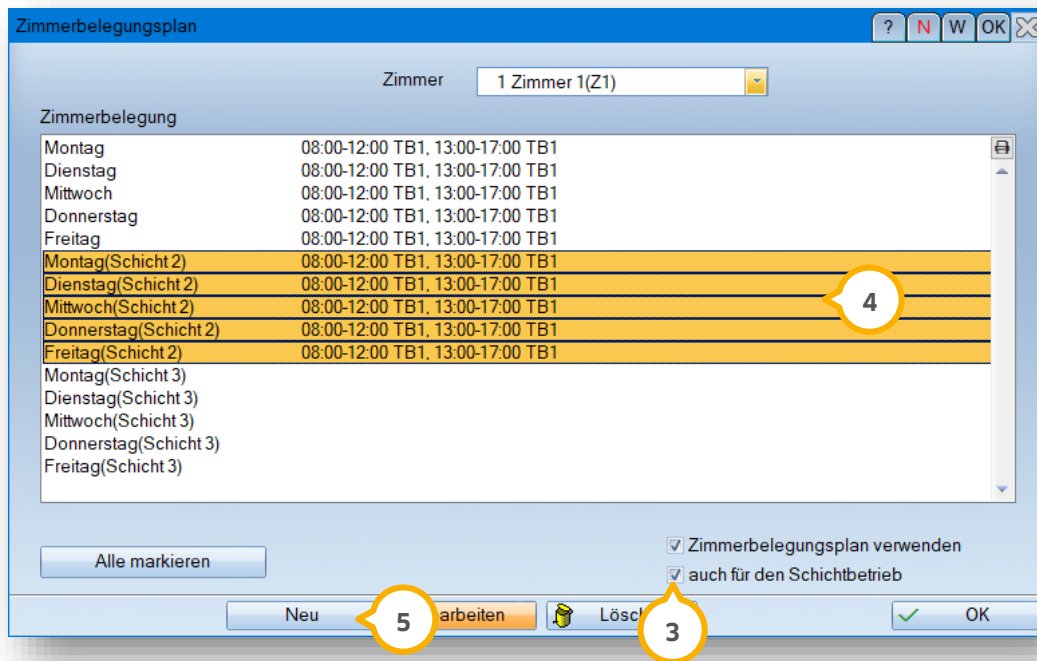 Zimmerbelegungsplan ? N W OK
Zimmer 1 Zimmer 1(Z1)
Zimmerbelegung
Montag 08:00-12:00 TB1, 13:00-17:00 TB1
Dienstag 08:00-12:00 TB1, 13:00-17:00 TB1
Mittwoch 08:00-12:00 TB1, 13:00-17:00 TB1
Donnerstag 08:00-12:00 TB1, 13:00-17:00 TB1
Freitag 08:00-12:00 TB1, 13:00-17:00 TB1
Montag(Schicht 2) 08:00-12:00 TB1, 13:00-17:00 TB1
Dienstag(Schicht 2) 08:00-12:00 TB1, 13:00-17:00 TB1
Mittwoch(Schicht 2) 08:00-12:00 TB1, 13:00-17:00 TB1
4
Donnerstag(Schicht 2) 08:00-12:00 TB1, 13:00-17:00 TB1
Freitag(Schicht 2) 08:00-12:00 TB1, 13:00-17:00 TB1
Montag(Schicht 3)
Dienstag(Schicht 3)
Mittwoch(Schicht 3)
Donnerstag(Schicht 3)
Freitag(Schicht 3)
Zimmerbelegungsplan verwenden
Alle markieren
auch für den Schichtbetrieb
Neu 5 arbeiten Lösc 3 OK